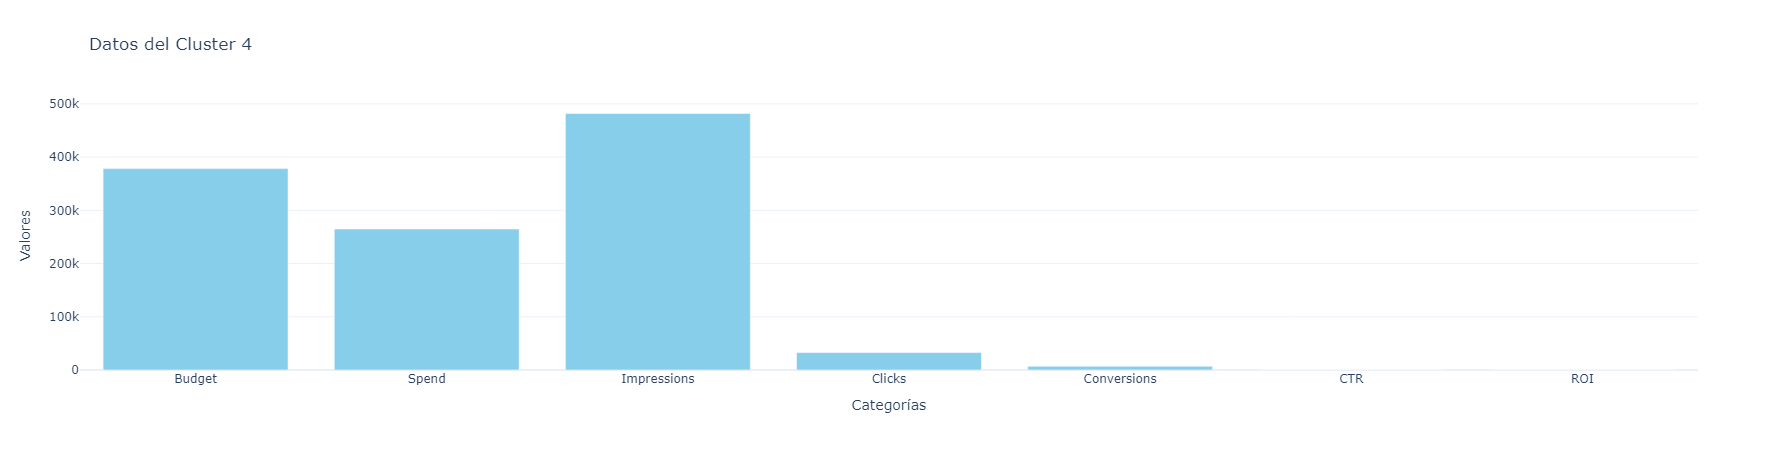 Datos del Cluster 4
500k
400k
300k
200k
100k
0
Valores
Budget
Spend
Impressions
Clicks
Conversions
CTR
ROI
Categorías